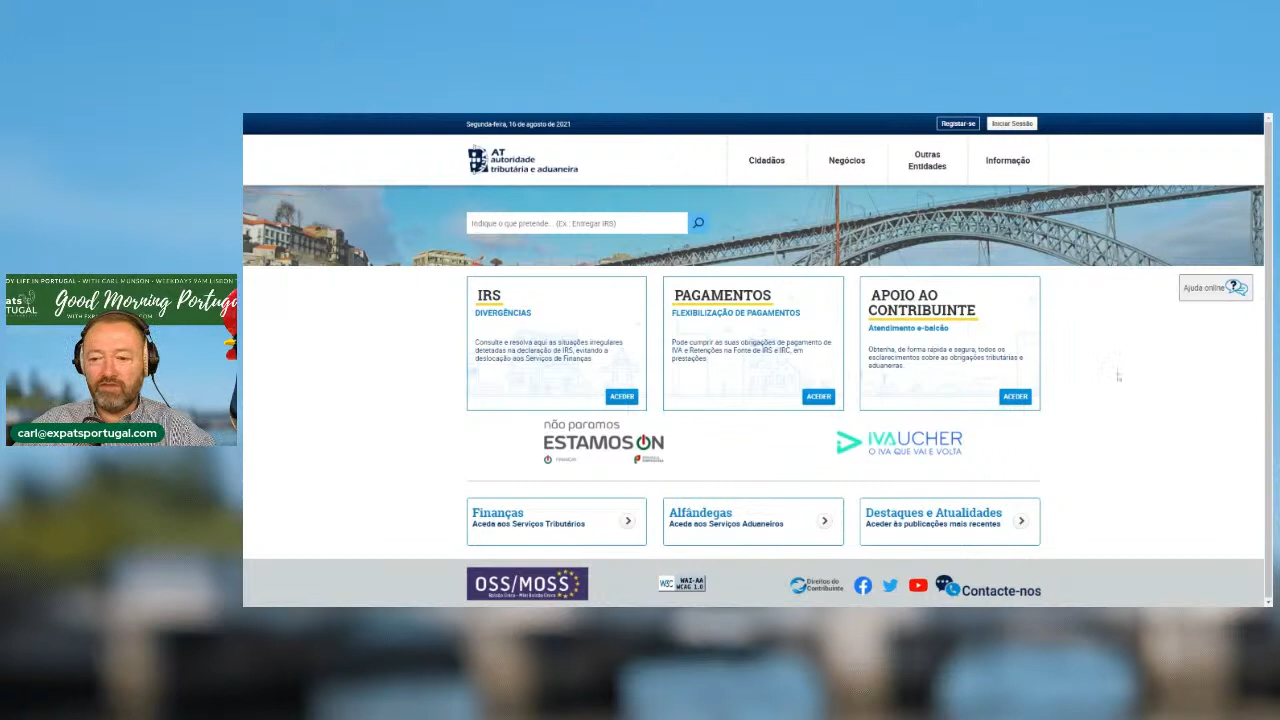 DY LIFE IN PORTUGAL - WITH CARL MUNSON - WEEKDAYS 9AM LISBON
Good Morning Portuga
carl@expatsportugal.com
Segunda-feira, 16 de agosto de 2021
Registar-se
Iniciar Sessão
AT
autoridade
tributária e aduaneira
Cidadãos
Negócios
Outras
Entidades
Informação
Indique o que pretende... (Ex.: Entregar IRS)
Ajuda online
IRS
DIVERGÊNCIAS
Consulte e resolva aqui as situações irregulares
detetadas na declaração de IRS, evitando a
deslocação aos Serviços de Finanças
ACEDER
PAGAMENTOS
FLEXIBILIZAÇÃO DE PAGAMENTOS
Pode cumprir as suas obrigações de pagamento de
IVA e Retenções na Fonte de IRS e IRC, em
prestações
ACEDER
APOIO AO
CONTRIBUINTE
Atendimento e-balcão
Obtenha, de forma rápida e segura, todos os
esclarecimentos sobre as obrigações tributárias e
aduaneiras.
ACEDER
não paramos
ESTAMOS ON
FINANÇAS
IVAUCHER
O IVA QUE VAI E VOLTA
Finanças
Aceda aos Serviços Tributários
Alfândegas
Aceda aos Serviços Aduaneiros
Destaques e Atualidades
Aceder às publicações mais recentes
OSS/MOSS
W3C WAI-AA
WCAG 1.0
Direitos do
Contribuinte
Contacte-nos